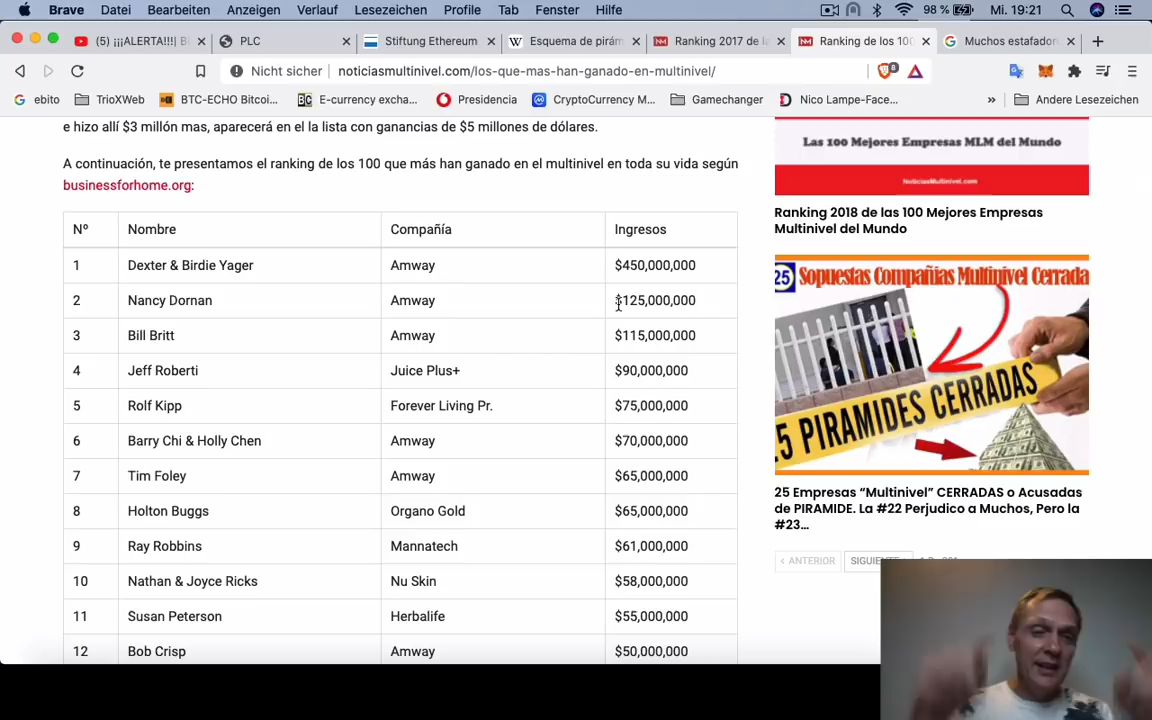 Brave Datei Bearbeiten Anzeigen Verlauf Lesezeichen Profile Tab Fenster Hilfe 98 % Mi. 19:21
(5) ¡¡¡ALERTA!!! B PLC Stiftung Ethereum W Esquema de pirám Ranking 2017 de la Ranking de los 100 Muchos estafador
Nicht sicher noticiasmultinivel.com/los-que-mas-han-ganado-en-multinivel/ 8
ebito TrioXWeb BTC-ECHO Bitcoi... E-currency excha... Presidencia CryptoCurrency M... Gamechanger Nico Lampe-Face... » Andere Lesezeichen
e hizo allí $3 millón mas, aparecerá en el la lista con ganancias de $5 millones de dólares.
A continuación, te presentamos el ranking de los 100 que más han ganado en el multinivel en toda su vida según
businessforhome.org:
Nº Nombre Compañía Ingresos
1 Dexter & Birdie Yager Amway $450,000,000
2 Nancy Dornan Amway $125,000,000
3 Bill Britt Amway $115,000,000
4 Jeff Roberti Juice Plus+ $90,000,000
5 Rolf Kipp Forever Living Pr. $75,000,000
6 Barry Chi & Holly Chen Amway $70,000,000
7 Tim Foley Amway $65,000,000
8 Holton Buggs Organo Gold $65,000,000
9 Ray Robbins Mannatech $61,000,000
10 Nathan & Joyce Ricks Nu Skin $58,000,000
11 Susan Peterson Herbalife $55,000,000
12 Bob Crisp Amway $50,000,000
Las 100 Mejores Empresas MLM del Mundo
NoticiasMultinivel.com
Ranking 2018 de las 100 Mejores Empresas
Multinivel del Mundo
25 Sopuestas Compañias Multinivel Cerrada
5 PIRAMIDES CERRADAS
25 Empresas “Multinivel” CERRADAS o Acusadas
de PIRAMIDE. La #22 Perjudico a Muchos, Pero la
#23...
‹ ANTERIOR SIGUIENTE